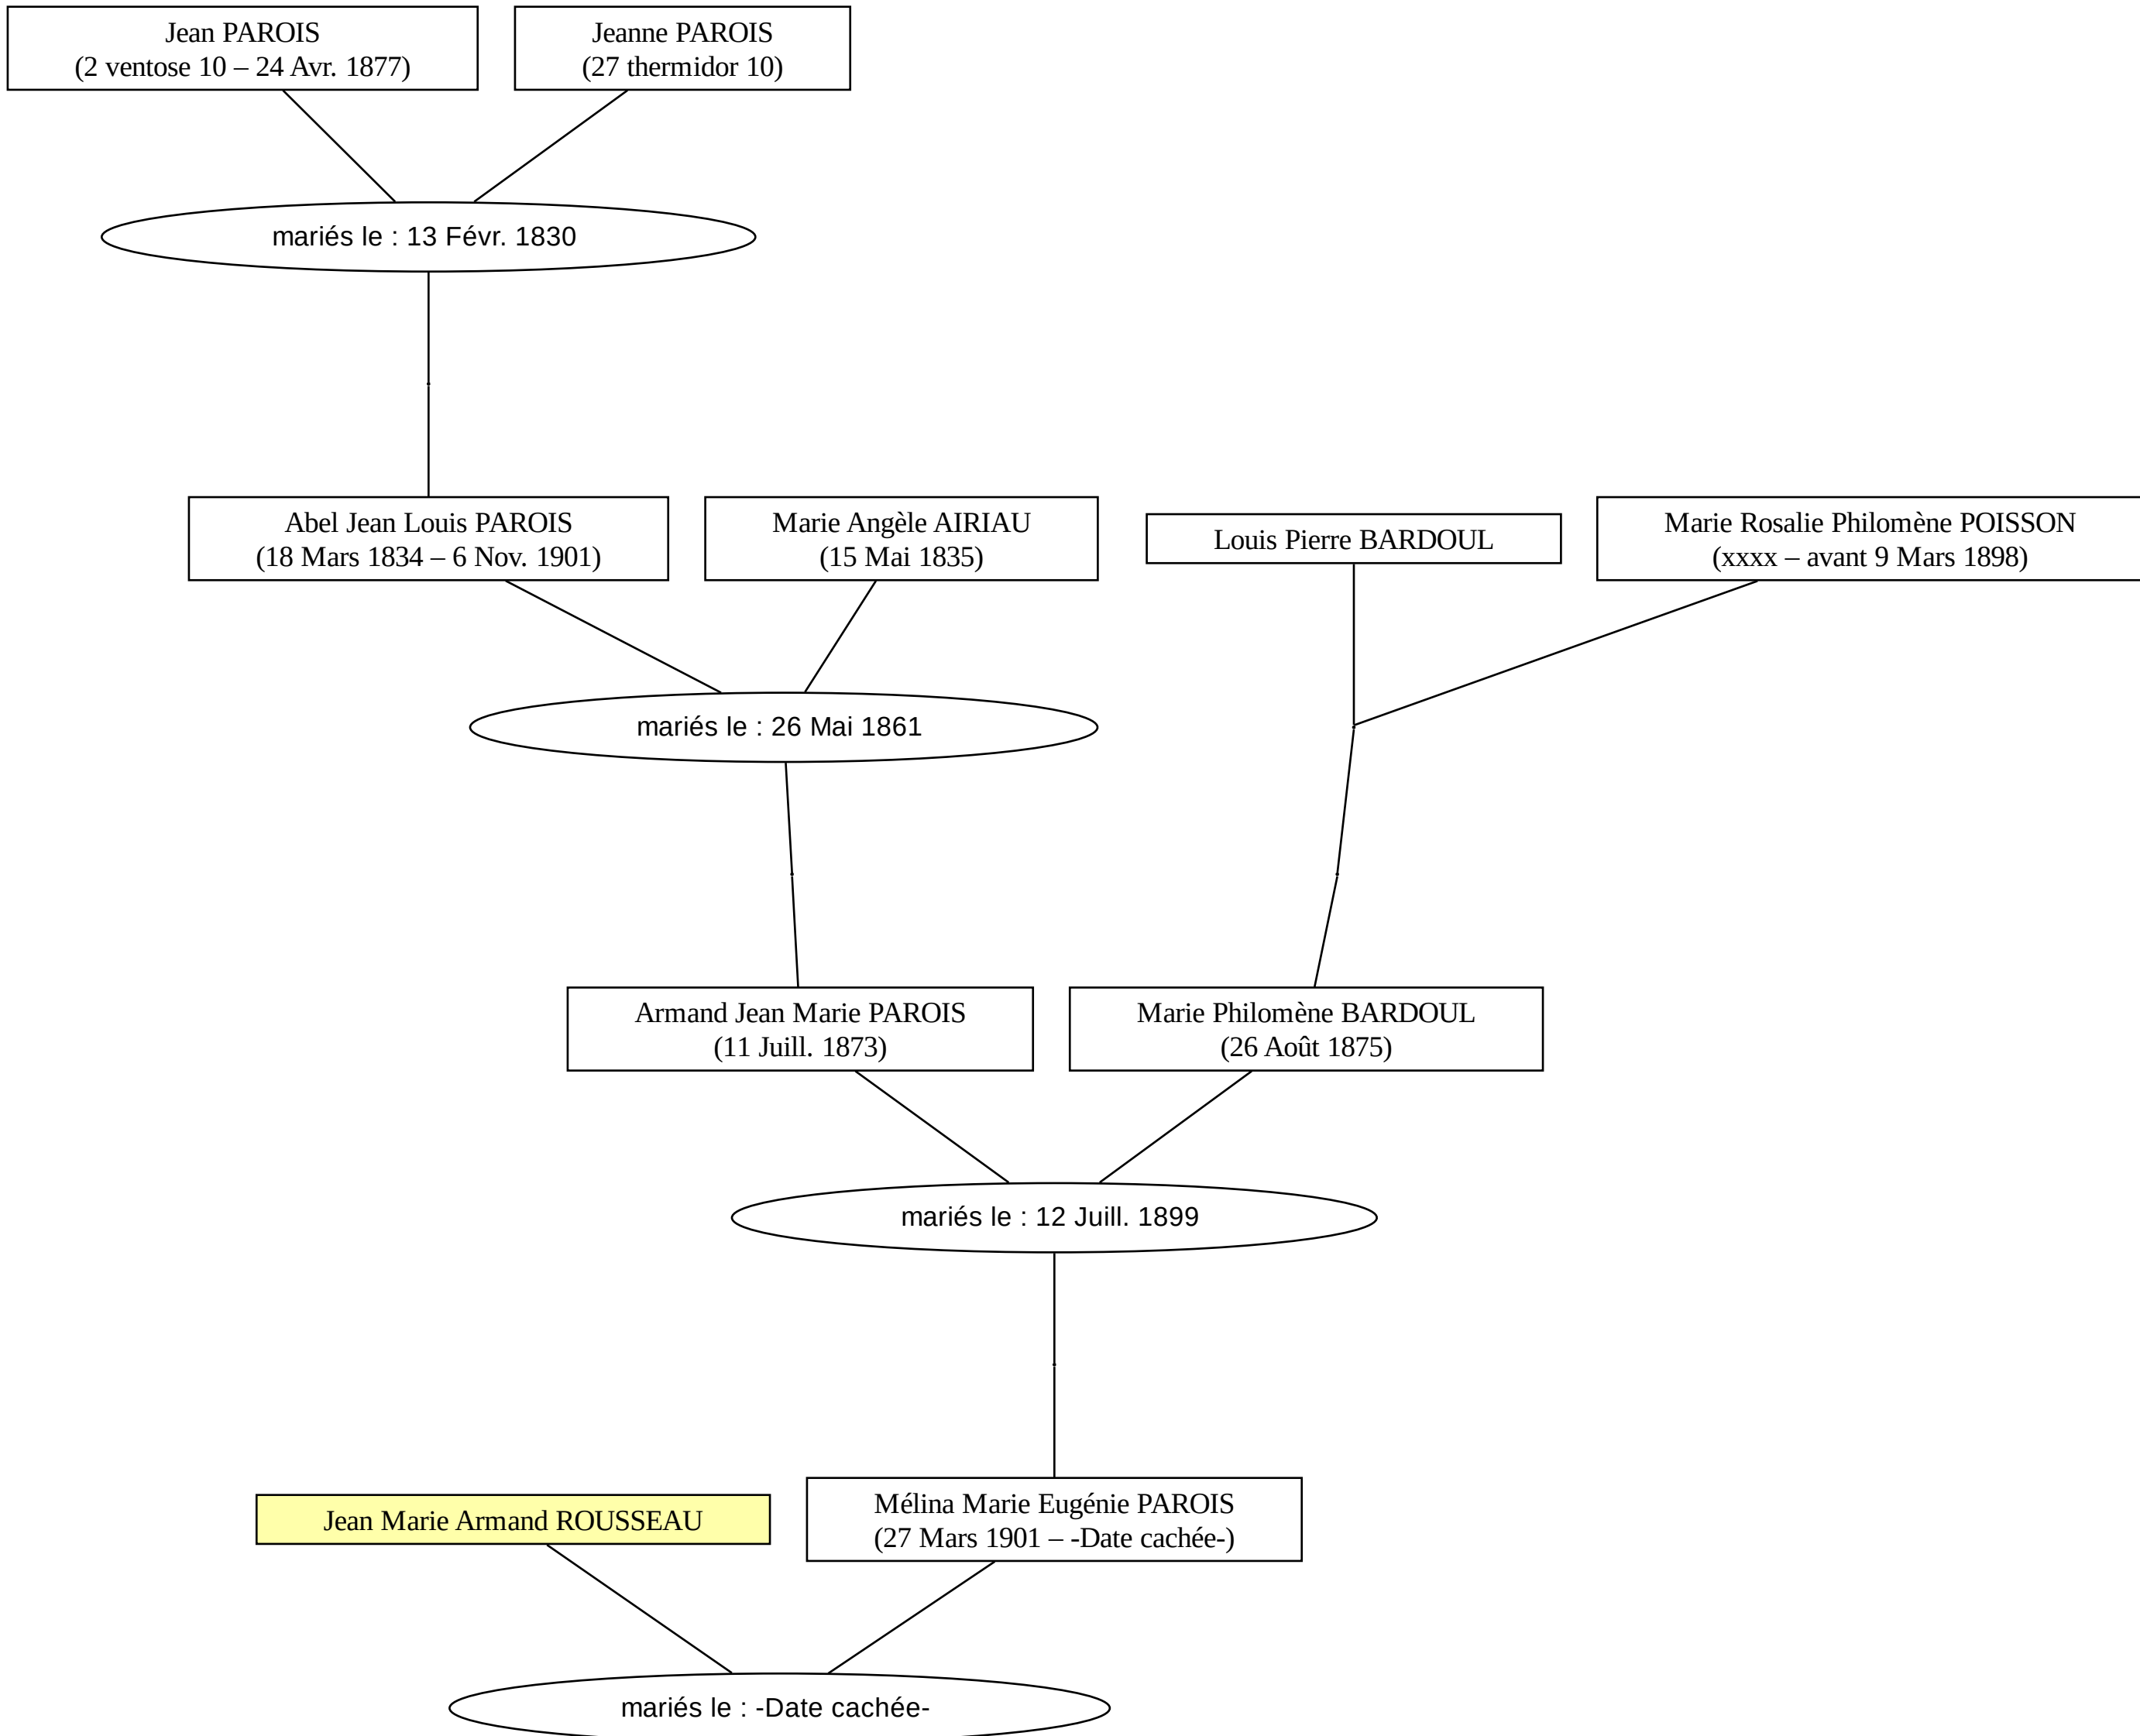 Jean PAROIS
(2 ventose 10 – 24 Avr. 1877)
Jeanne PAROIS
(27 thermidor 10)
mariés le : 13 Févr. 1830
Abel Jean Louis PAROIS
(18 Mars 1834 – 6 Nov. 1901)
Marie Angèle AIRIAU
(15 Mai 1835)
Louis Pierre BARDOUL
Marie Rosalie Philomène POISSON
(xxxx – avant 9 Mars 1898)
mariés le : 26 Mai 1861
Armand Jean Marie PAROIS
(11 Juill. 1873)
Marie Philomène BARDOUL
(26 Août 1875)
mariés le : 12 Juill. 1899
Jean Marie Armand ROUSSEAU
Mélina Marie Eugénie PAROIS
(27 Mars 1901 – -Date cachée-)
mariés le : -Date cachée-